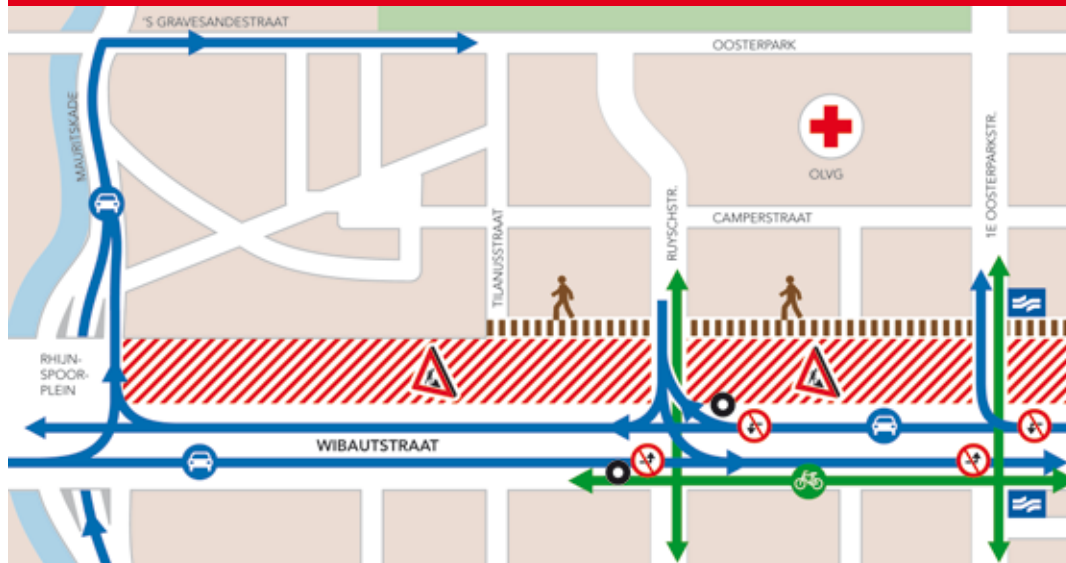 'S GRAVESANDESTRAAT
OOSTERPARK
MAURITSKADE
OLVG
1E OOSTERPARKSTR.
CAMPERSTRAAT
RUYSCHSTR.
TILANUSSTRAAT
RHIJN-
SPOOR-
PLEIN
WIBAUTSTRAAT